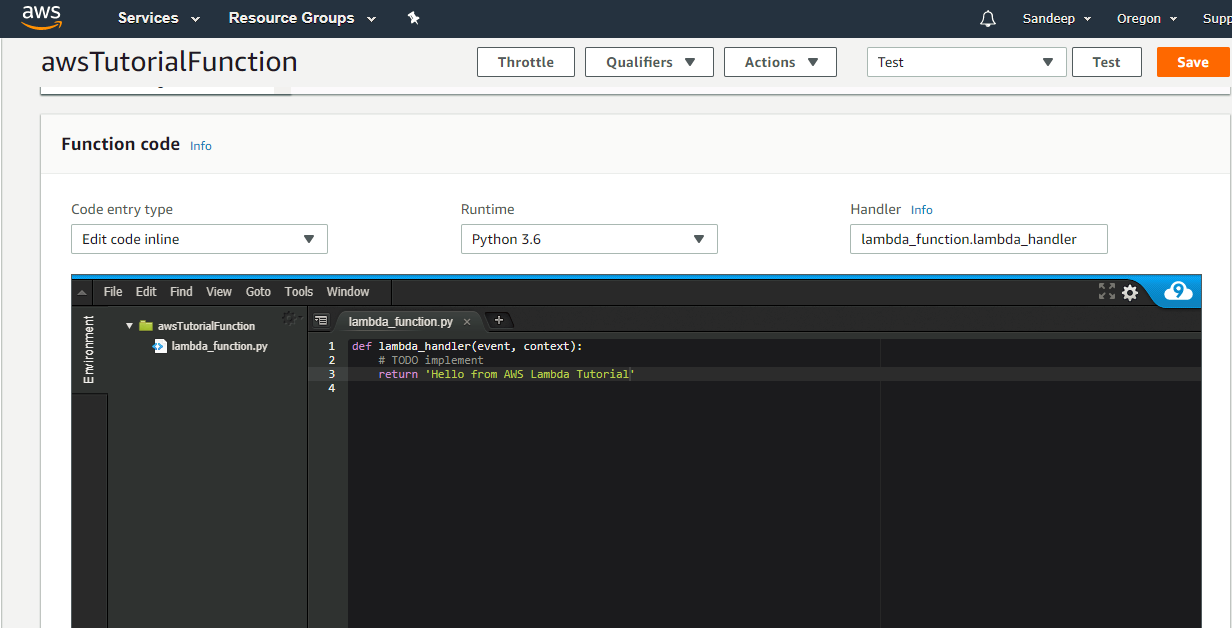 aws Services Resource Groups Sandeep Oregon Supp
awsTutorialFunction Throttle Qualifiers Actions Test Test Save
Function code Info
Code entry type Runtime Handler Info
Edit code inline Python 3.6 lambda_function.lambda_handler
File Edit Find View Goto Tools Window 9
Environment
awsTutorialFunction lambda_function.py × +
lambda_function.py
1 def lambda_handler(event, context):
2 # TODO implement
3 return 'Hello from AWS Lambda Tutorial'
4